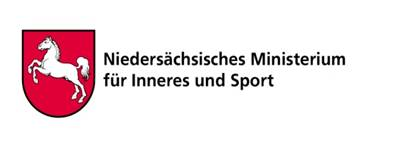 Niedersächsisches Ministerium
für Inneres und Sport